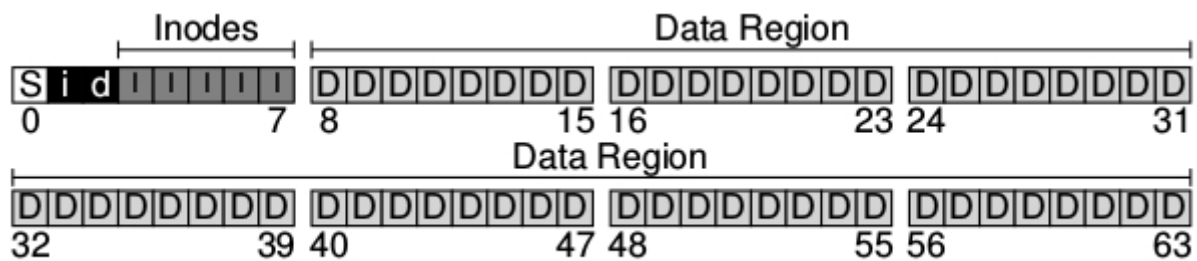 Inodes Data Region
S i d I I I I I D D D D D D D D D D D D D D D D D D D D D D D D
0 7 8 15 16 23 24 31
Data Region
D D D D D D D D D D D D D D D D D D D D D D D D D D D D D D D D
32 39 40 47 48 55 56 63